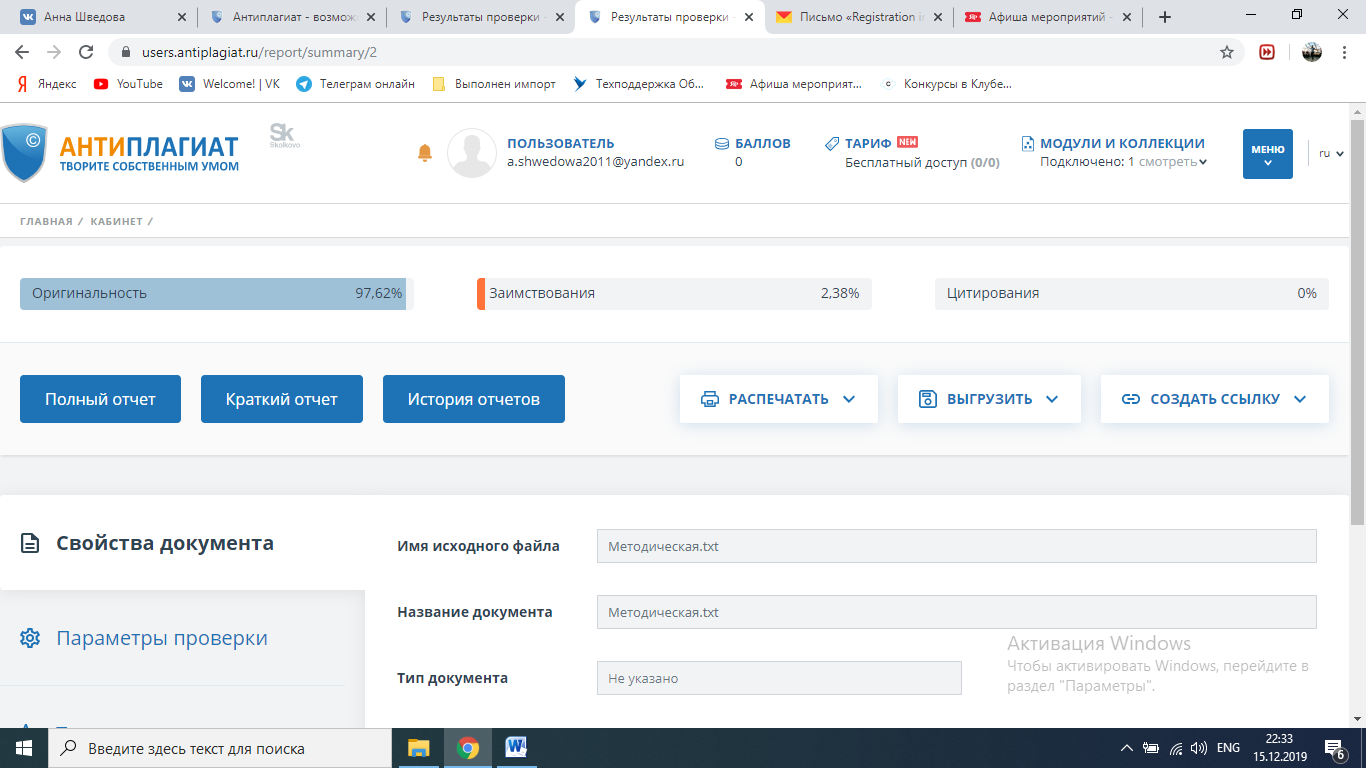 Анна Шведова
Антиплагиат - возмож
Результаты проверки -
Результаты проверки -
Письмо «Registration i
Афиша мероприятий -
users.antiplagiat.ru/report/summary/2
Яндекс
YouTube
Welcome! | VK
Телеграм онлайн
Выполнен импорт
Техподдержка Об...
Афиша мероприят...
Конкурсы в Клубе...
АНТИПЛАГИАТ
ТВОРИТЕ СОБСТВЕННЫМ УМОМ
Sk
Skolkovo
ПОЛЬЗОВАТЕЛЬ
a.shwedowa2011@yandex.ru
БАЛЛОВ
0
ТАРИФ NEW
Бесплатный доступ (0/0)
МОДУЛИ И КОЛЛЕКЦИИ
Подключено: 1 смотреть
МЕНЮ
ru
ГЛАВНАЯ / КАБИНЕТ /
Оригинальность 97,62%
Заимствования 2,38%
Цитирования 0%
Полный отчет
Краткий отчет
История отчетов
РАСПЕЧАТАТЬ
ВЫГРУЗИТЬ
СОЗДАТЬ ССЫЛКУ
Свойства документа
Параметры проверки
Имя исходного файла Методическая.txt
Название документа Методическая.txt
Тип документа Не указано
Активация Windows
Чтобы активировать Windows, перейдите в
раздел "Параметры".
Введите здесь текст для поиска
ENG
22:33
15.12.2019
6